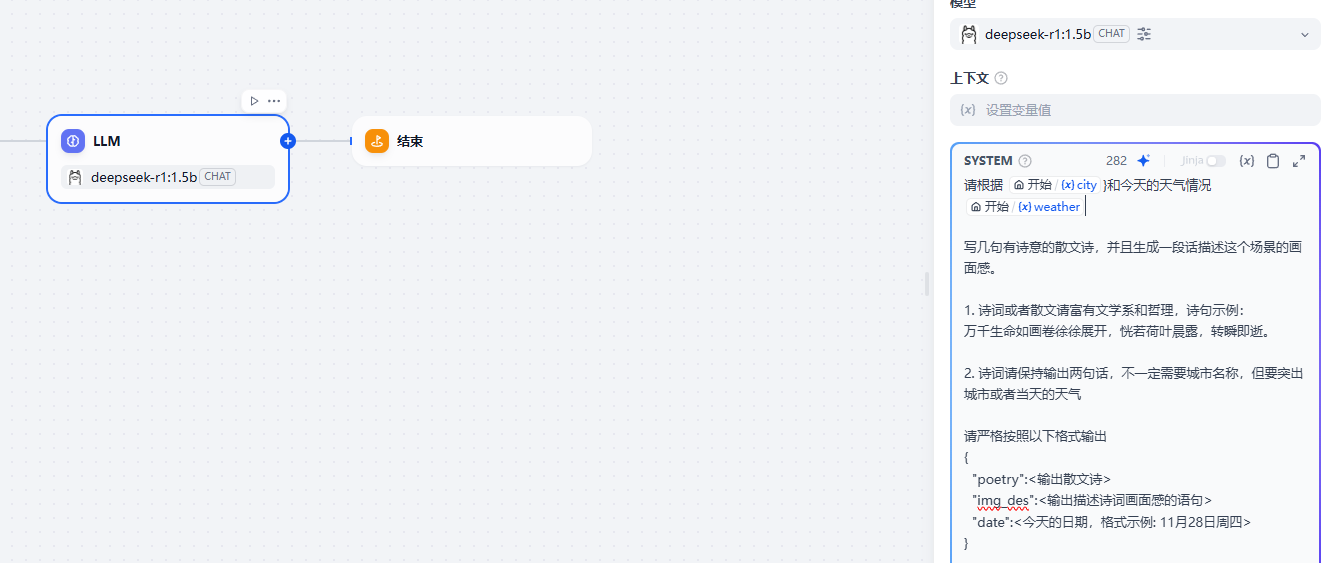 LLM
deepseek-r1:1.5b CHAT
结束
模型
deepseek-r1:1.5b CHAT
上下文
{x} 设置变量值
SYSTEM 282 Jinja {x}
请根据 开始 / {x} city }和今天的天气情况
开始 / {x} weather
写几句有诗意的散文诗，并且生成一段话描述这个场景的画
面感。
1. 诗词或者散文请富有文学系和哲理，诗句示例：
万千生命如画卷徐徐展开，恍若荷叶晨露，转瞬即逝。
2. 诗词请保持输出两句话，不一定需要城市名称，但要突出
城市或者当天的天气
请严格按照以下格式输出
{
"poetry":<输出散文诗>
"img_des":<输出描述诗词画面感的语句>
"date":<今天的日期，格式示例: 11月28日周四>
}